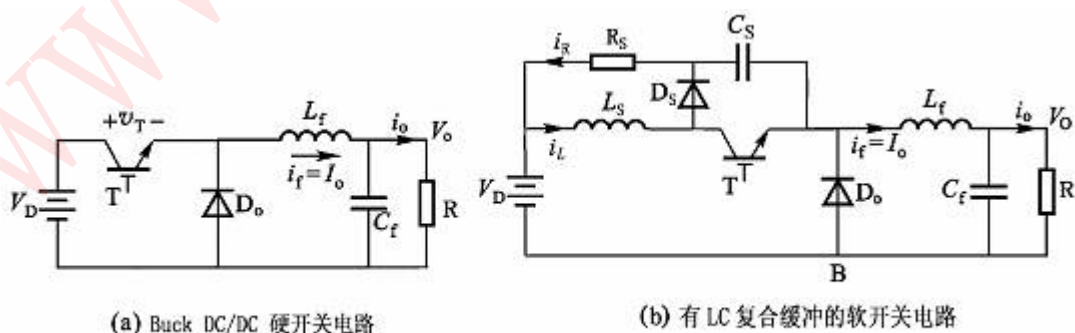 +v_T−
L_f
i_o
V_o
i_f=I_o
V_D
T
D_o
C_f
R
(a) Buck DC/DC 硬开关电路
i_R
R_S
C_S
D_S
L_S
i_L
L_f
i_o
V_O
i_f=I_o
V_D
T
D_o
C_f
R
B
(b) 有LC复合缓冲的软开关电路